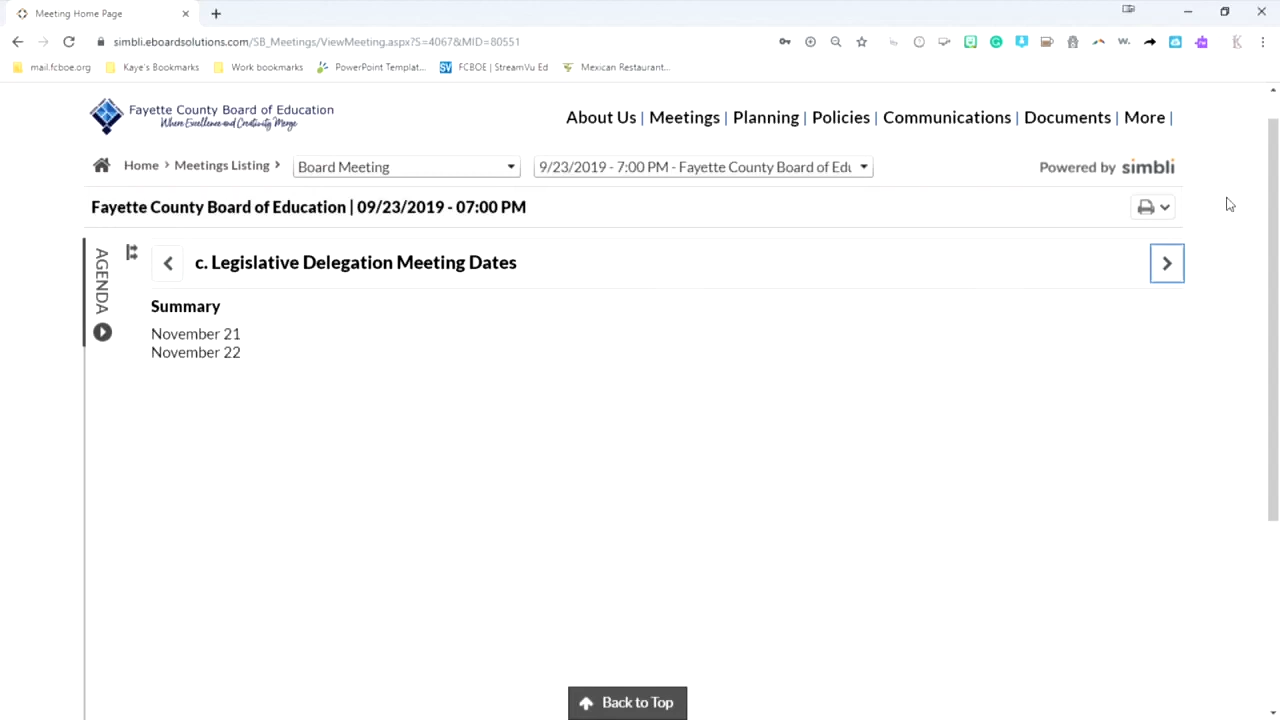 Meeting Home Page
simbli.eboardsolutions.com/SB_Meetings/ViewMeeting.aspx?S=4067&MID=80551
mail.fcboe.org Kaye's Bookmarks Work bookmarks PowerPoint Templat... SV FCBOE | StreamVu Ed Mexican Restaurant...
Fayette County Board of Education
Where Excellence and Creativity Merge
About Us | Meetings | Planning | Policies | Communications | Documents | More |
Home > Meetings Listing > Board Meeting 9/23/2019 - 7:00 PM - Fayette County Board of Edu Powered by simbli
Fayette County Board of Education | 09/23/2019 - 07:00 PM
AGENDA
c. Legislative Delegation Meeting Dates
Summary
November 21
November 22
Back to Top